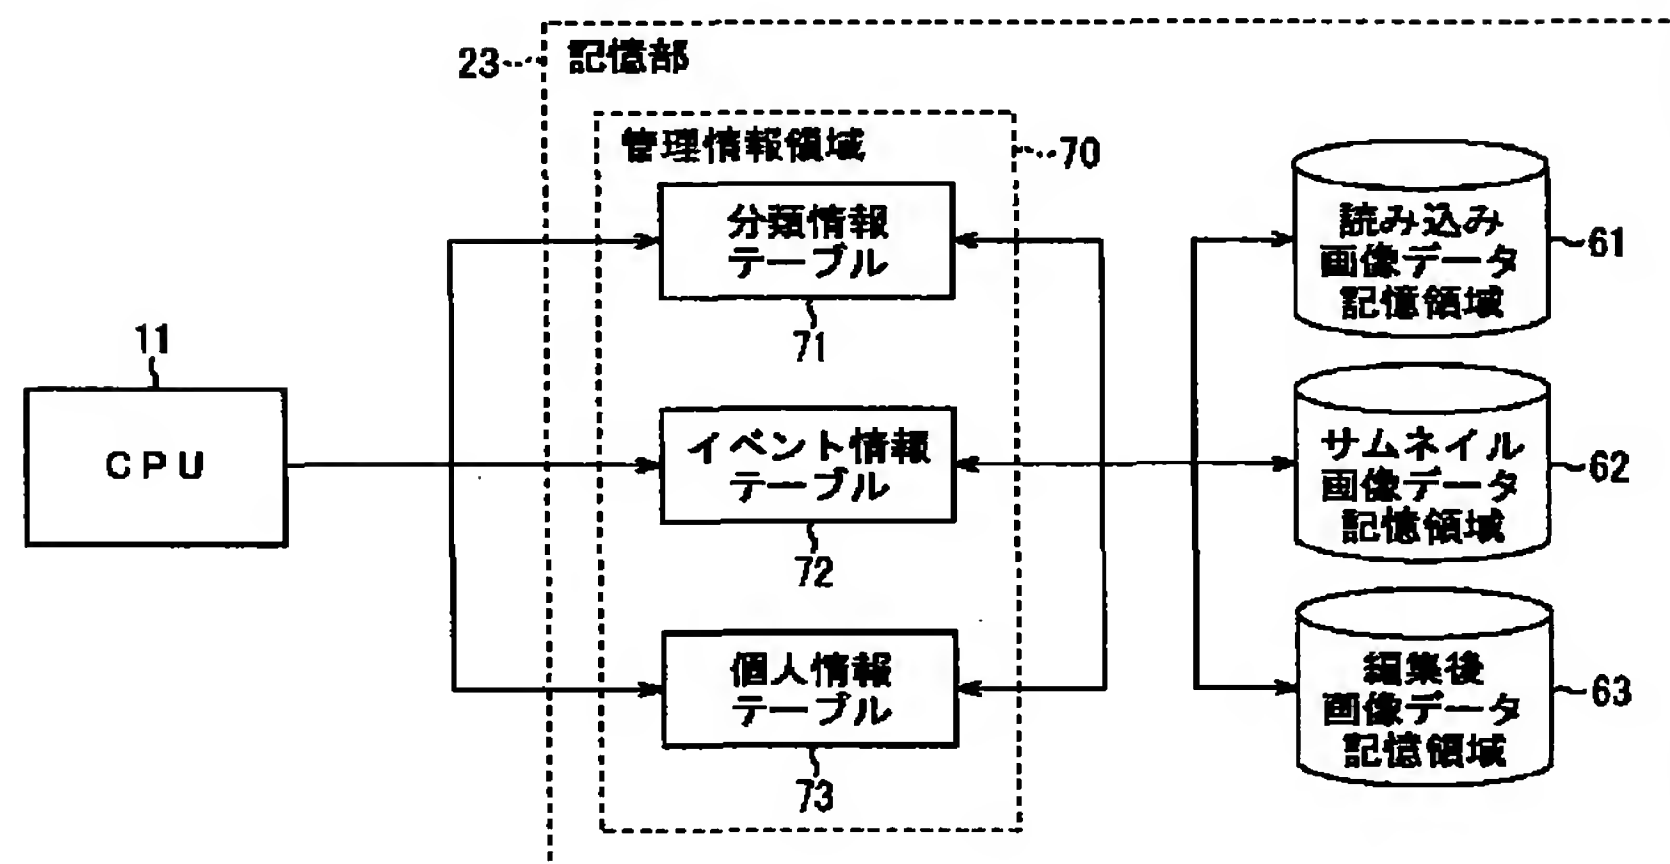 23
記憶部
管理情報領域
70
分類情報
テーブル
71
イベント情報
テーブル
72
個人情報
テーブル
73
11
CPU
読み込み
画像データ
記憶領域
61
サムネイル
画像データ
記憶領域
62
編集後
画像データ
記憶領域
63